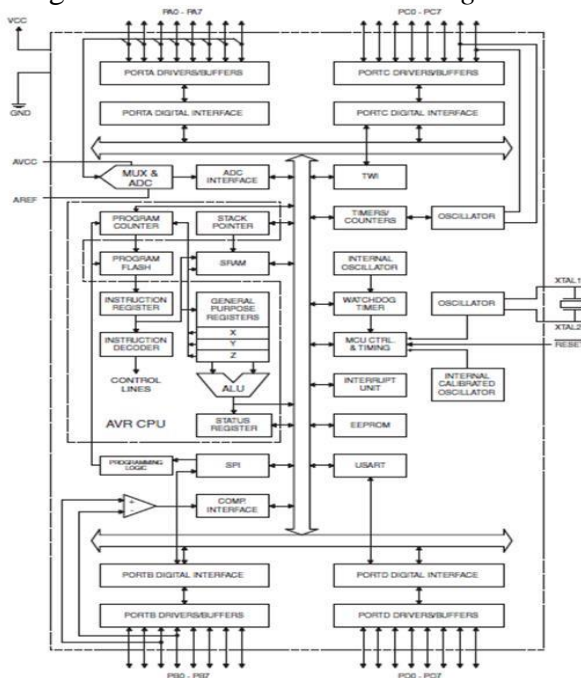 PA0 - PA7
PC0 - PC7
VCC
GND
PORTA DRIVERS/BUFFERS
PORTC DRIVERS/BUFFERS
PORTA DIGITAL INTERFACE
PORTC DIGITAL INTERFACE
AVCC
AREF
MUX &
ADC
ADC
INTERFACE
TWI
PROGRAM
COUNTER
STACK
POINTER
TIMERS/
COUNTERS
OSCILLATOR
PROGRAM
FLASH
SRAM
INTERNAL
OSCILLATOR
INSTRUCTION
REGISTER
GENERAL
PURPOSE
REGISTERS
X
Y
Z
WATCHDOG
TIMER
OSCILLATOR
XTAL1
XTAL2
RESET
INSTRUCTION
DECODER
MCU CTRL.
& TIMING
CONTROL
LINES
ALU
INTERRUPT
UNIT
INTERNAL
CALIBRATED
OSCILLATOR
AVR CPU
STATUS
REGISTER
EEPROM
PROGRAMMING
LOGIC
SPI
USART
+
-
COMP.
INTERFACE
PORTB DIGITAL INTERFACE
PORTD DIGITAL INTERFACE
PORTB DRIVERS/BUFFERS
PORTD DRIVERS/BUFFERS